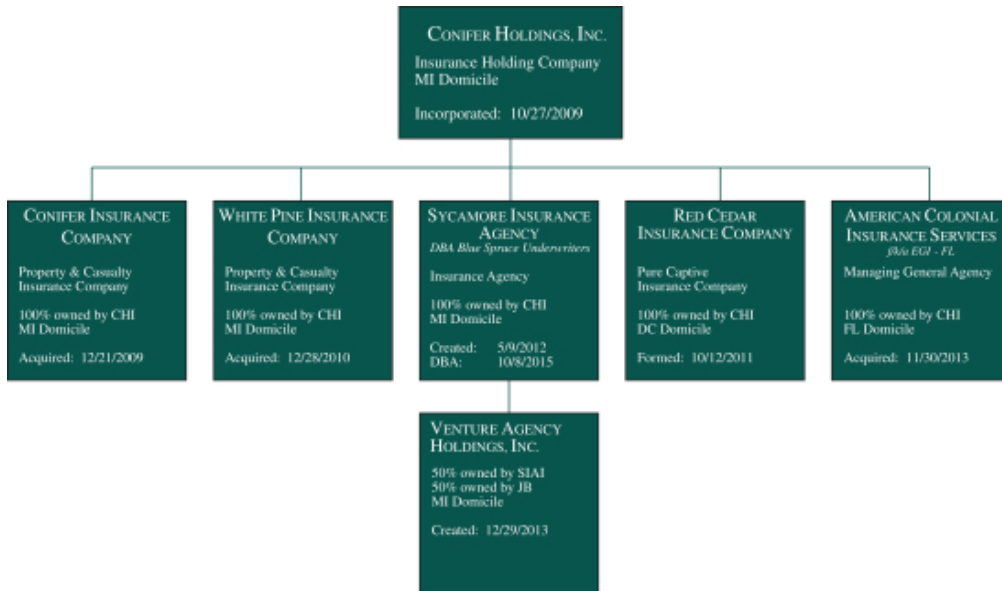 CONIFER HOLDINGS, INC.
Insurance Holding Company
MI Domicile
Incorporated: 10/27/2009
CONIFER INSURANCE
COMPANY
Property & Casualty
Insurance Company
100% owned by CHI
MI Domicile
Acquired: 12/21/2009
WHITE PINE INSURANCE
COMPANY
Property & Casualty
Insurance Company
100% owned by CHI
MI Domicile
Acquired: 12/28/2010
SYCAMORE INSURANCE
AGENCY
DBA Blue Spruce Underwriters
Insurance Agency
100% owned by CHI
MI Domicile
Created: 5/9/2012
DBA: 10/8/2015
RED CEDAR
INSURANCE COMPANY
Pure Captive
Insurance Company
100% owned by CHI
DC Domicile
Formed: 10/12/2011
AMERICAN COLONIAL
INSURANCE SERVICES
f/k/a EGI - FL
Managing General Agency
100% owned by CHI
FL Domicile
Acquired: 11/30/2013
VENTURE AGENCY
HOLDINGS, INC.
50% owned by SIAI
50% owned by JB
MI Domicile
Created: 12/29/2013